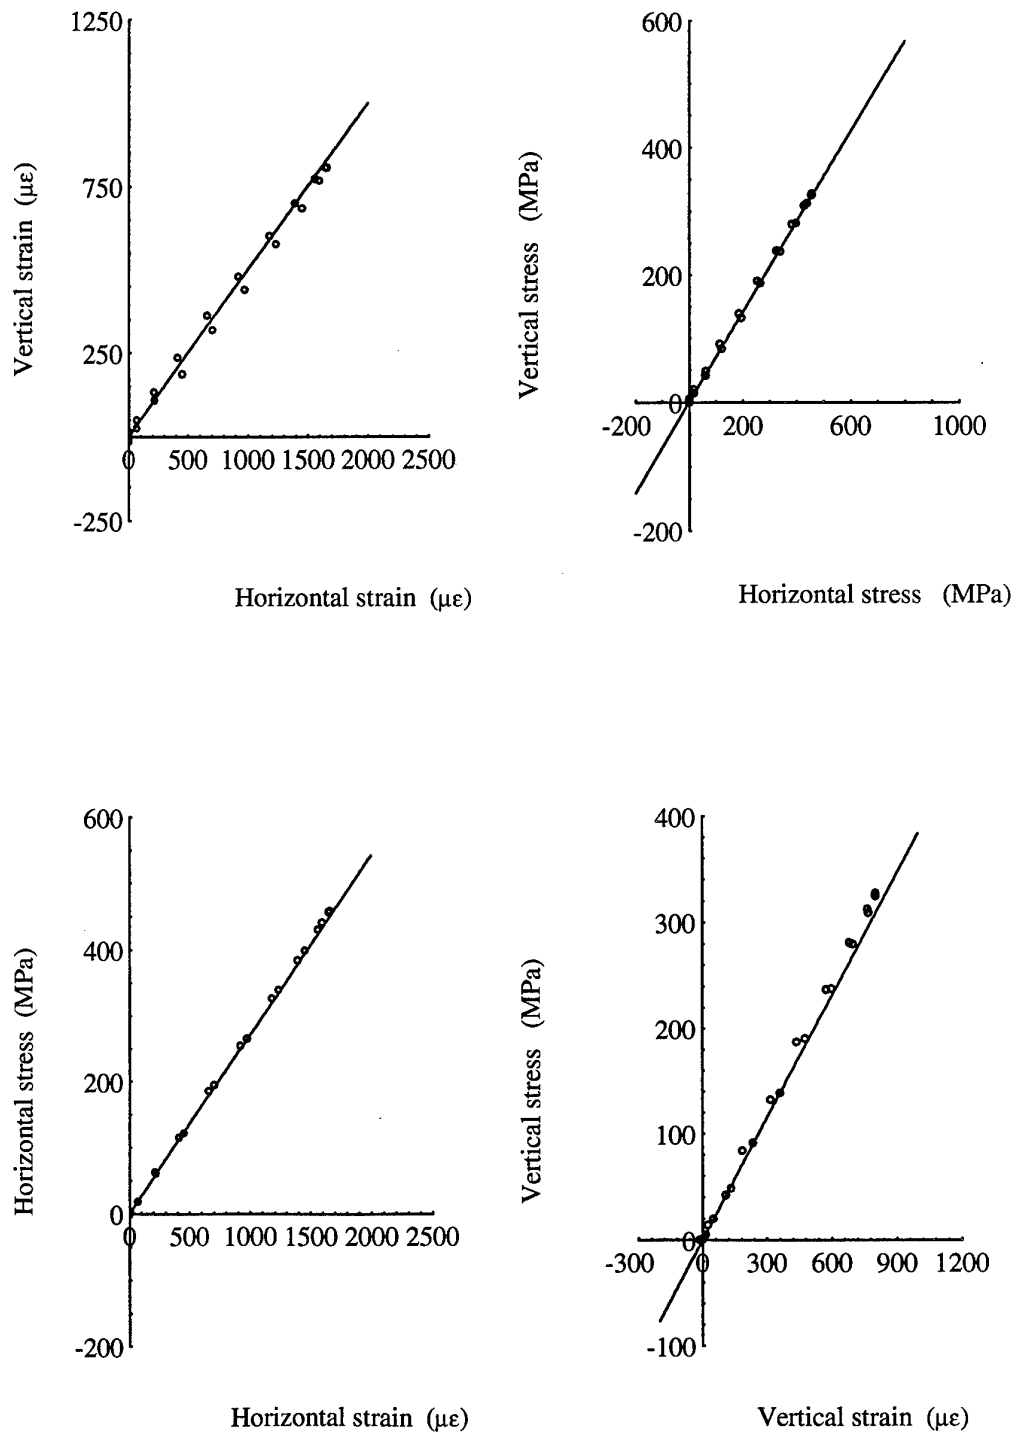 1250
750
250
0 500 1000 1500 2000 2500
-250
Vertical strain (με)
Horizontal strain (με)
600
400
200
0
-200 200 600 1000
-200
Vertical stress (MPa)
Horizontal stress (MPa)
600
400
200
0
0 500 1000 1500 2000 2500
-200
Horizontal stress (MPa)
Horizontal strain (με)
400
300
200
100
0
-300 0 300 600 900 1200
-100
Vertical stress (MPa)
Vertical strain (με)